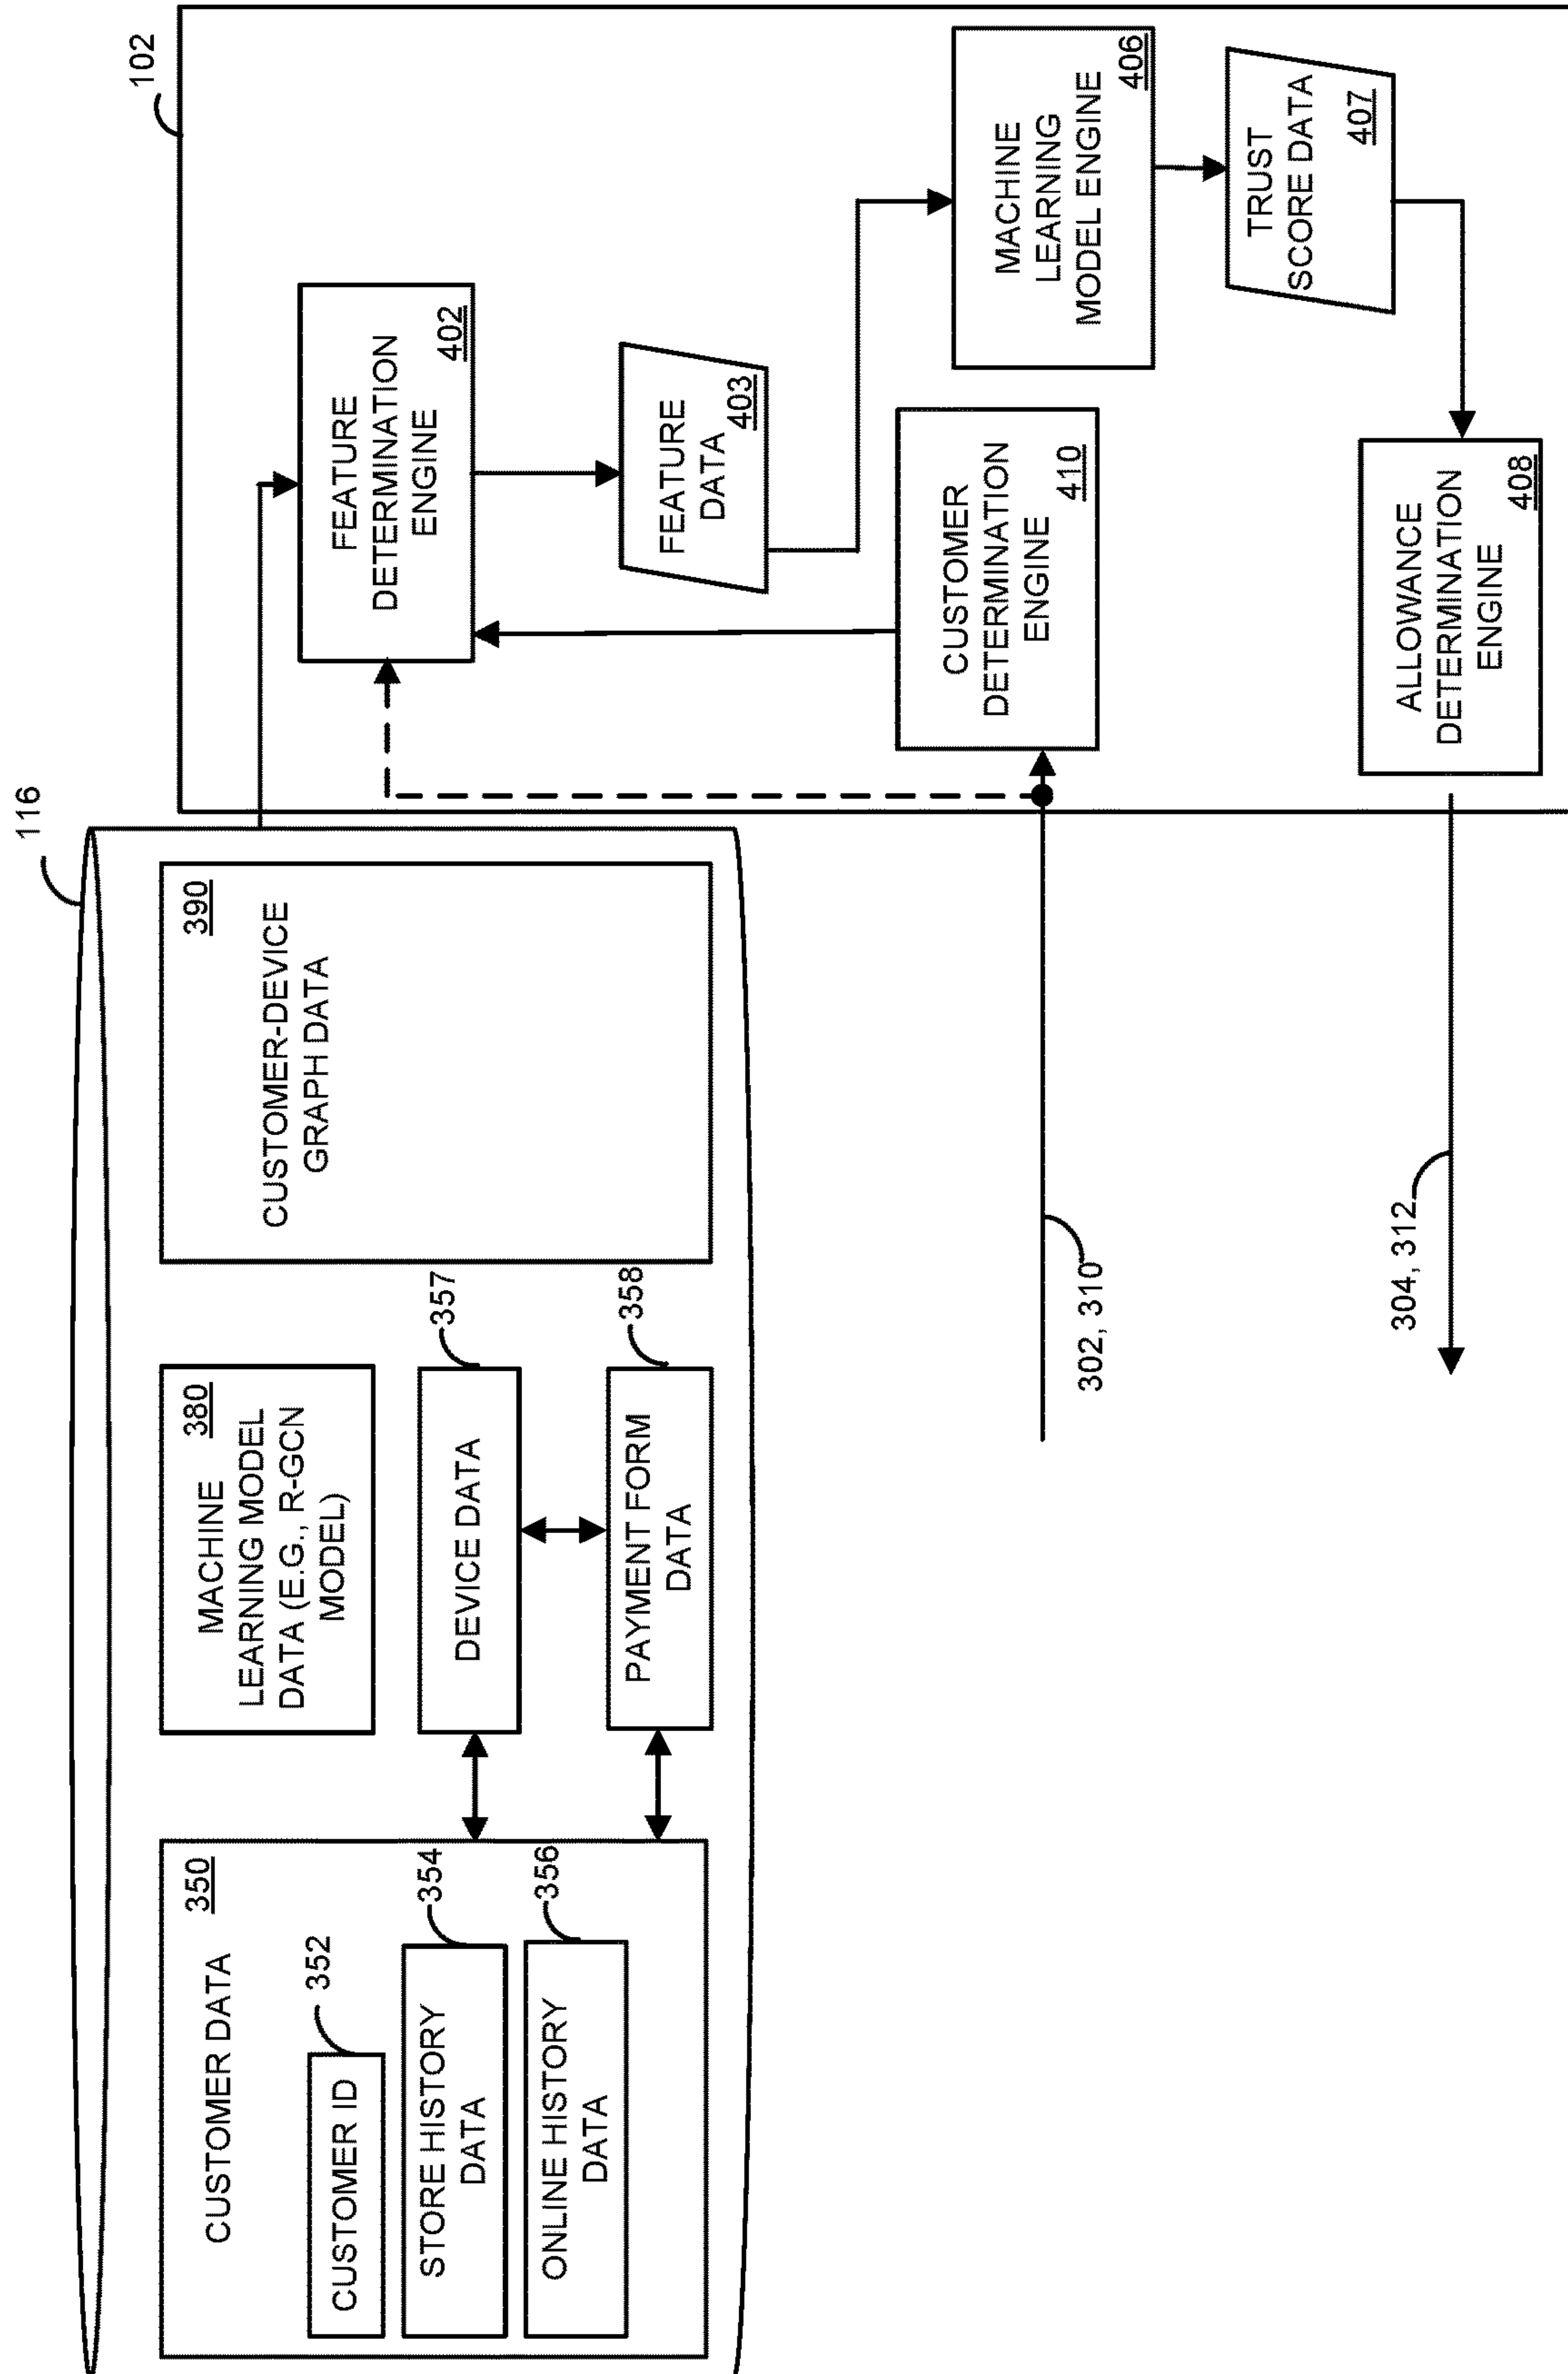 116
CUSTOMER DATA
350
CUSTOMER ID
352
STORE HISTORY
DATA
354
ONLINE HISTORY
DATA
356
MACHINE
LEARNING MODEL
DATA (E.G., R-GCN
MODEL)
380
DEVICE DATA
357
PAYMENT FORM
DATA
358
CUSTOMER-DEVICE
GRAPH DATA
390
302, 310
304, 312
102
FEATURE
DETERMINATION
ENGINE
402
FEATURE
DATA
403
CUSTOMER
DETERMINATION
ENGINE
410
MACHINE
LEARNING
MODEL ENGINE
406
TRUST
SCORE DATA
407
ALLOWANCE
DETERMINATION
ENGINE
408